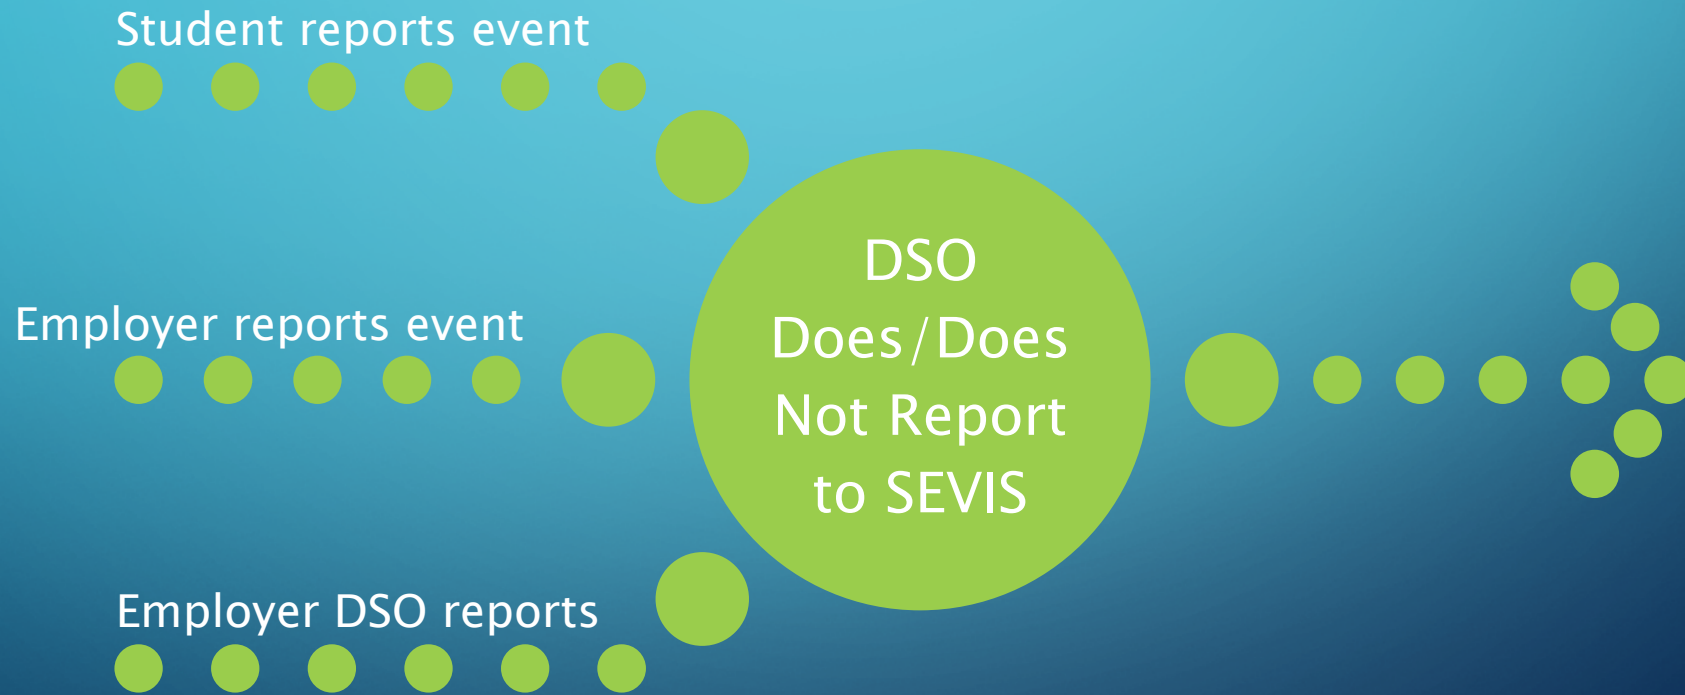 Student reports event
Employer reports event
DSO
Does/Does
Not Report
to SEVIS
Employer DSO reports